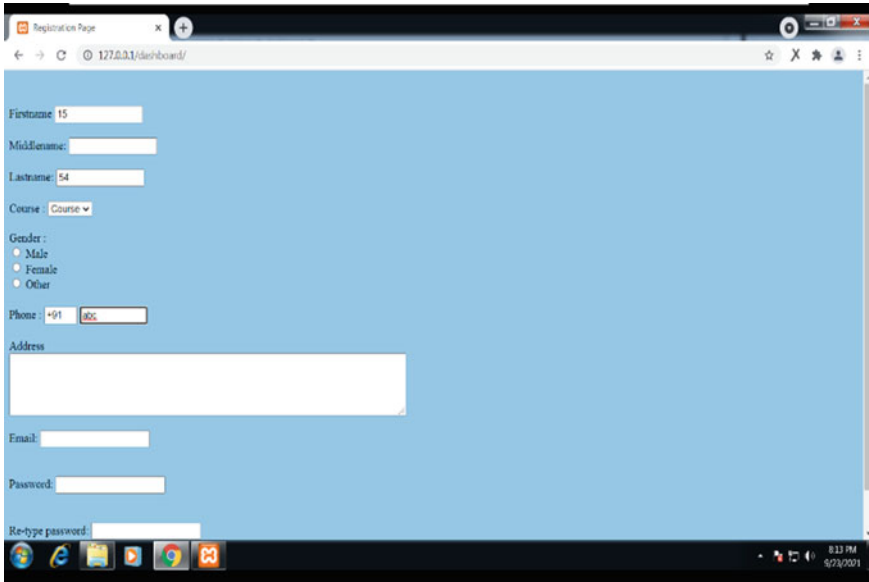 Registration Page
127.0.0.1/dashboard/
Firstname 15
Middlename:
Lastname: 54
Course : Course
Gender :
Male
Female
Other
Phone : +91 abc
Address
Email:
Password:
Re-type password:
8:13 PM
9/23/2021